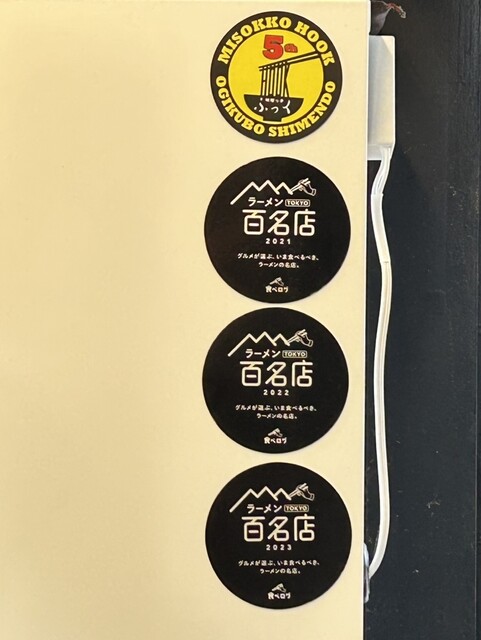 MISOKKO HOOK
5th
味噌っ子
ふっく
OGIKUBO SHIMENDO
ラーメン TOKYO
百名店
2021
グルメが選ぶ、いま食べるべき、
ラーメンの名店。
食べログ
ラーメン TOKYO
百名店
2022
グルメが選ぶ、いま食べるべき、
ラーメンの名店。
食べログ
ラーメン TOKYO
百名店
2023
グルメが選ぶ、いま食べるべき、
ラーメンの名店。
食べログ